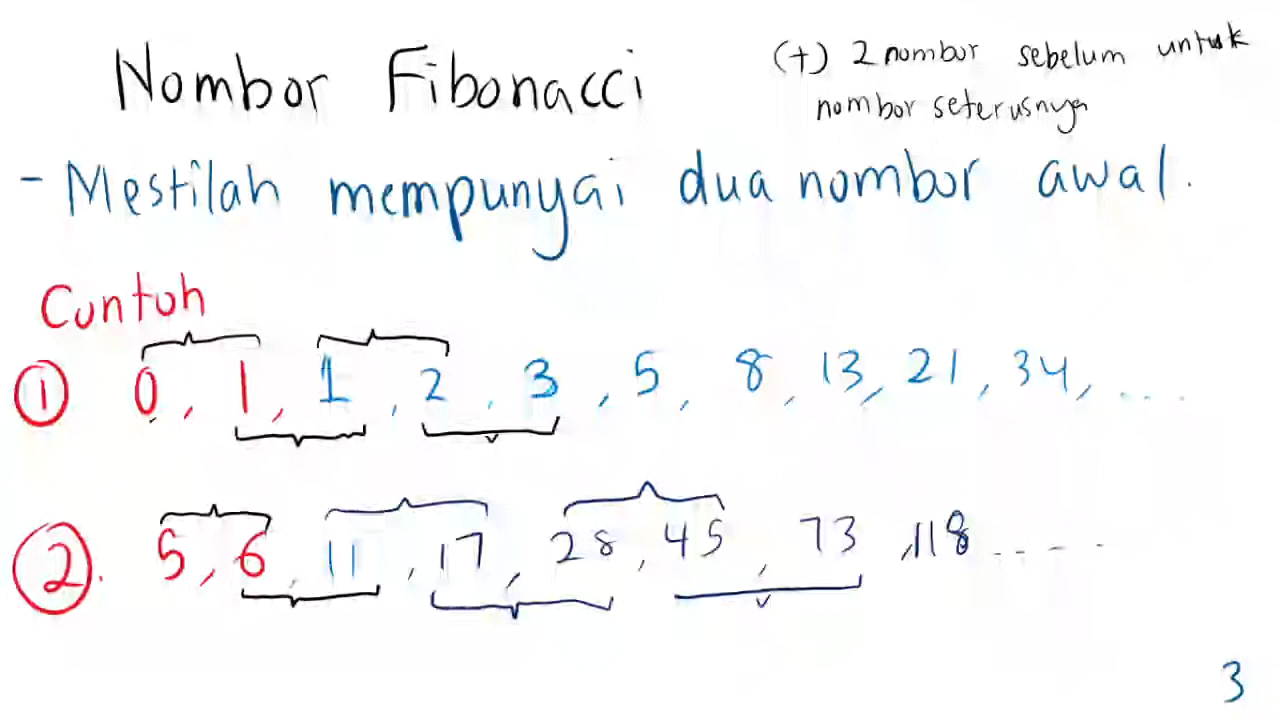 Nombor Fibonacci
(+) 2 nombor sebelum untuk
nombor seterusnya
- Mestilah mempunyai dua nombor awal.
Contoh
① 0, 1, 1, 2, 3, 5, 8, 13, 21, 34, ....
②. 5, 6, 11, 17, 28, 45, 73, 118 .....
3